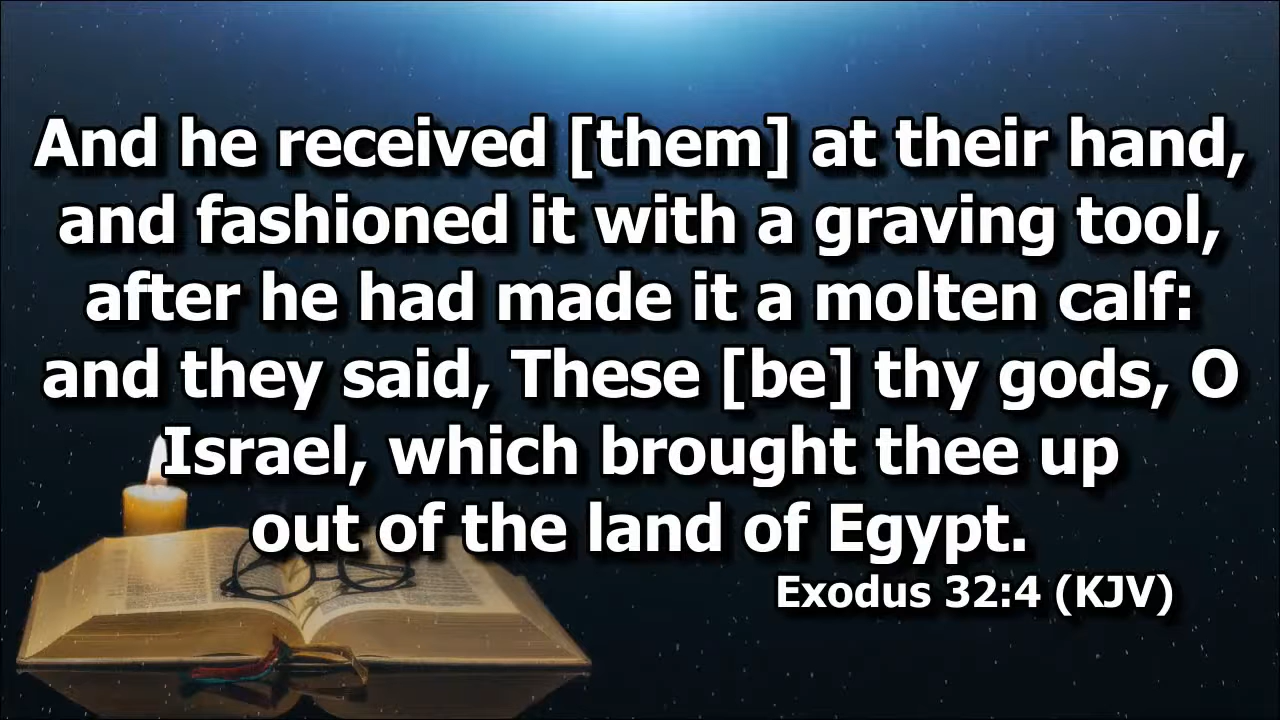 And he received [them] at their hand,
and fashioned it with a graving tool,
after he had made it a molten calf:
and they said, These [be] thy gods, O
Israel, which brought thee up
out of the land of Egypt.
Exodus 32:4 (KJV)